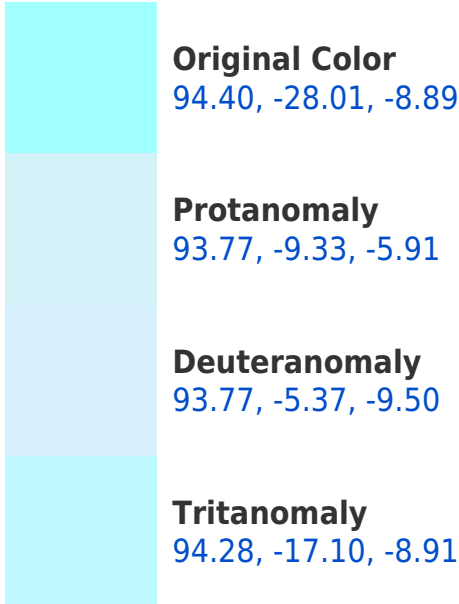 Original Color
94.40, -28.01, -8.89
Protanomaly
93.77, -9.33, -5.91
Deuteranomaly
93.77, -5.37, -9.50
Tritanomaly
94.28, -17.10, -8.91